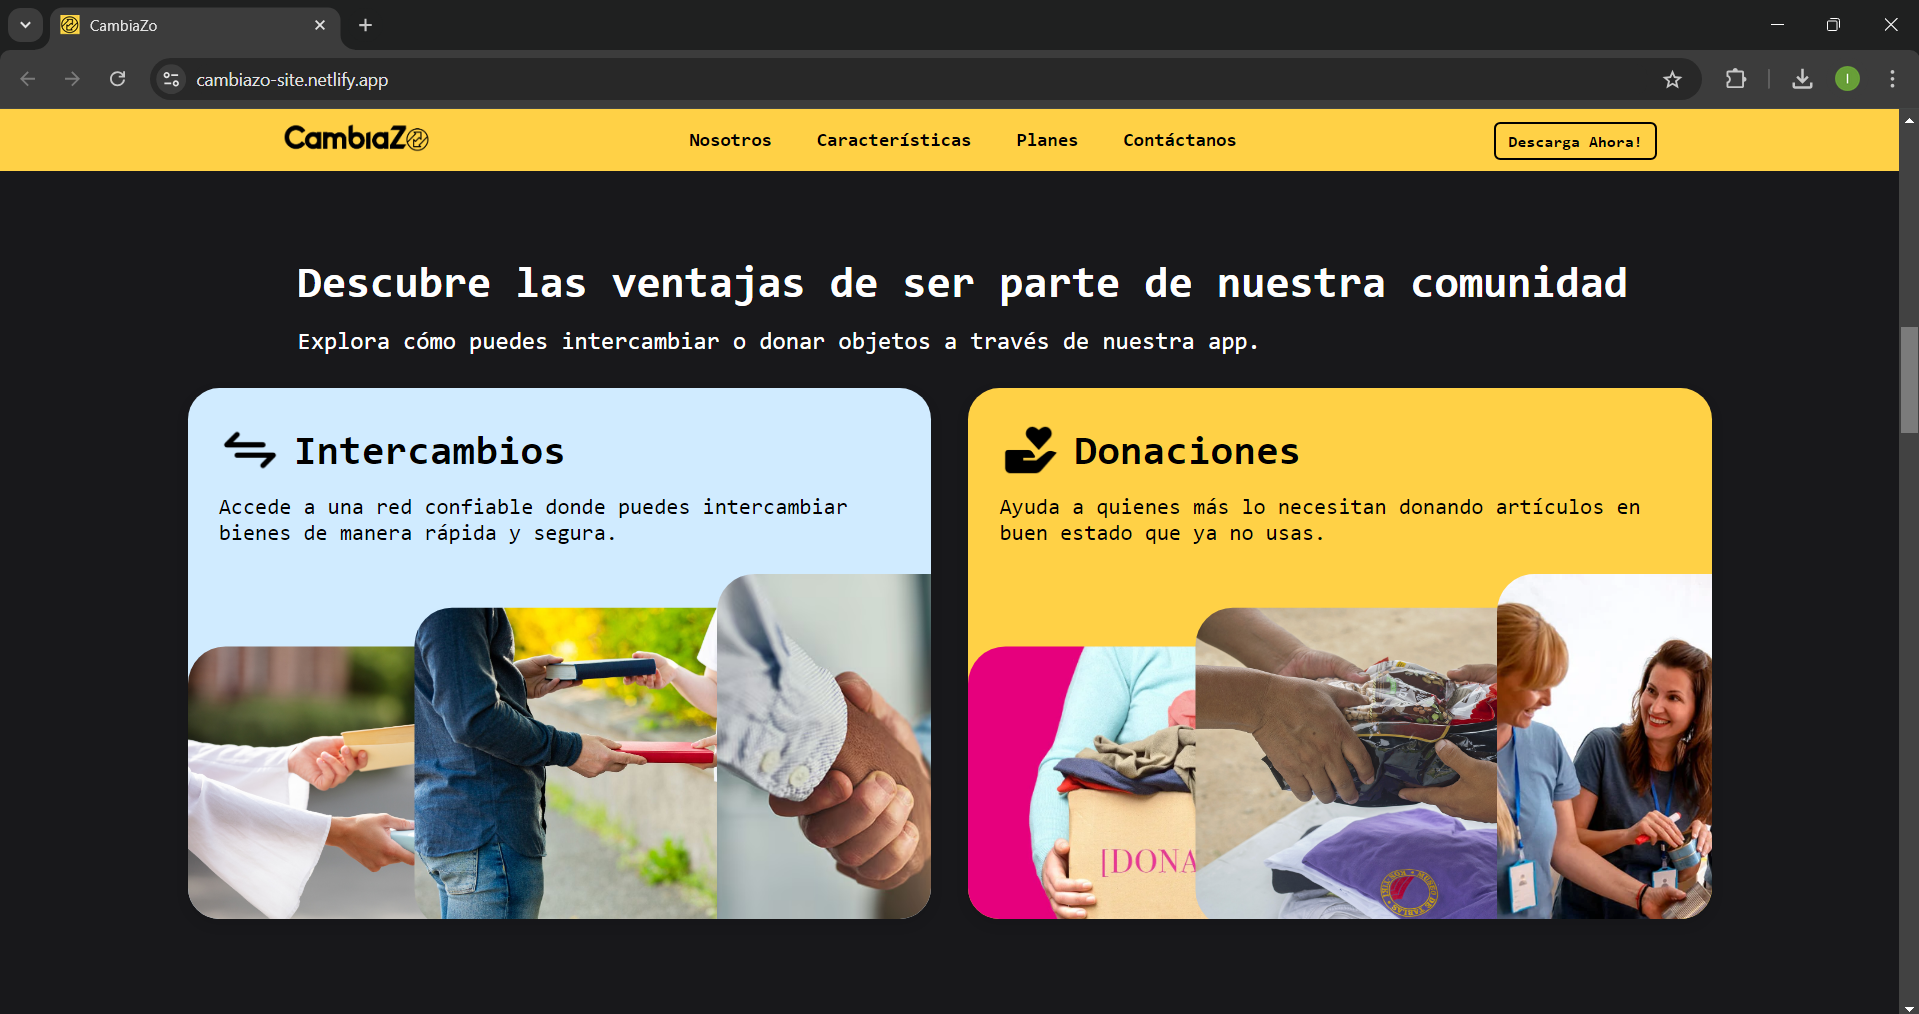 CambiaZo
cambiazo-site.netlify.app
I
CambiaZo
Nosotros
Características
Planes
Contáctanos
Descarga Ahora!
Descubre las ventajas de ser parte de nuestra comunidad
Explora cómo puedes intercambiar o donar objetos a través de nuestra app.
Intercambios
Accede a una red confiable donde puedes intercambiar
bienes de manera rápida y segura.
Donaciones
Ayuda a quienes más lo necesitan donando artículos en
buen estado que ya no usas.
[DONA